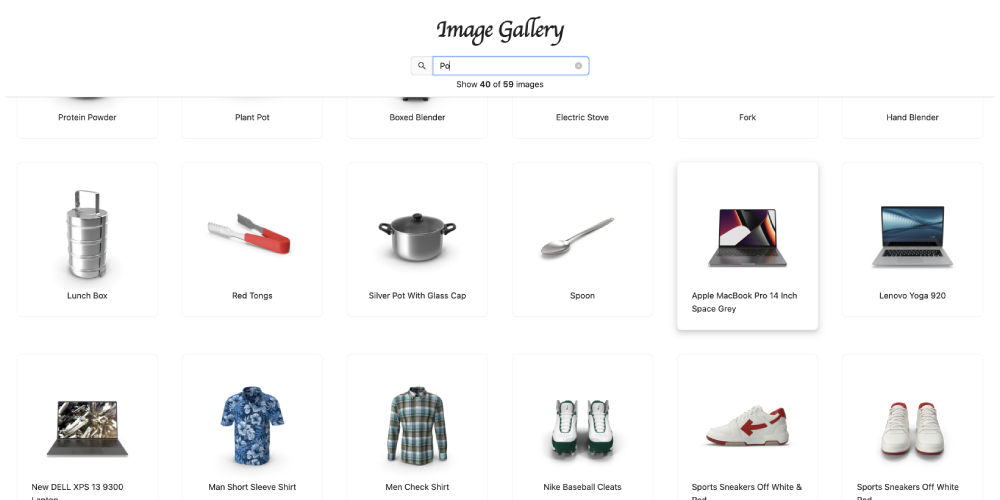 Image Gallery
Po
Show 40 of 59 images
Protein Powder
Plant Pot
Boxed Blender
Electric Stove
Fork
Hand Blender
Lunch Box
Red Tongs
Silver Pot With Glass Cap
Spoon
Apple MacBook Pro 14 Inch
Space Grey
Lenovo Yoga 920
New DELL XPS 13 9300
Laptop
Man Short Sleeve Shirt
Men Check Shirt
Nike Baseball Cleats
Sports Sneakers Off White &
Red
Sports Sneakers Off White
Red